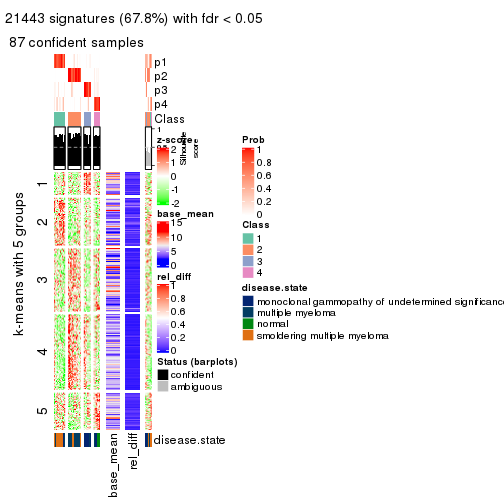 21443 signatures (67.8%) with fdr < 0.05
87 confident samples
p1
p2
p3
p4
Class
1
Silhouette
score
z-score
2
1
0
-1
-2
base_mean
15
10
5
0
rel_diff
1
0.8
0.6
0.4
0.2
0
Status (barplots)
confident
ambiguous
Prob
1
0.8
0.6
0.4
0.2
0
Class
1
2
3
4
disease.state
monoclonal gammopathy of undetermined significance
multiple myeloma
normal
smoldering multiple myeloma
k-means with 5 groups
1
2
3
4
5
disease.state
base_mean
rel_diff